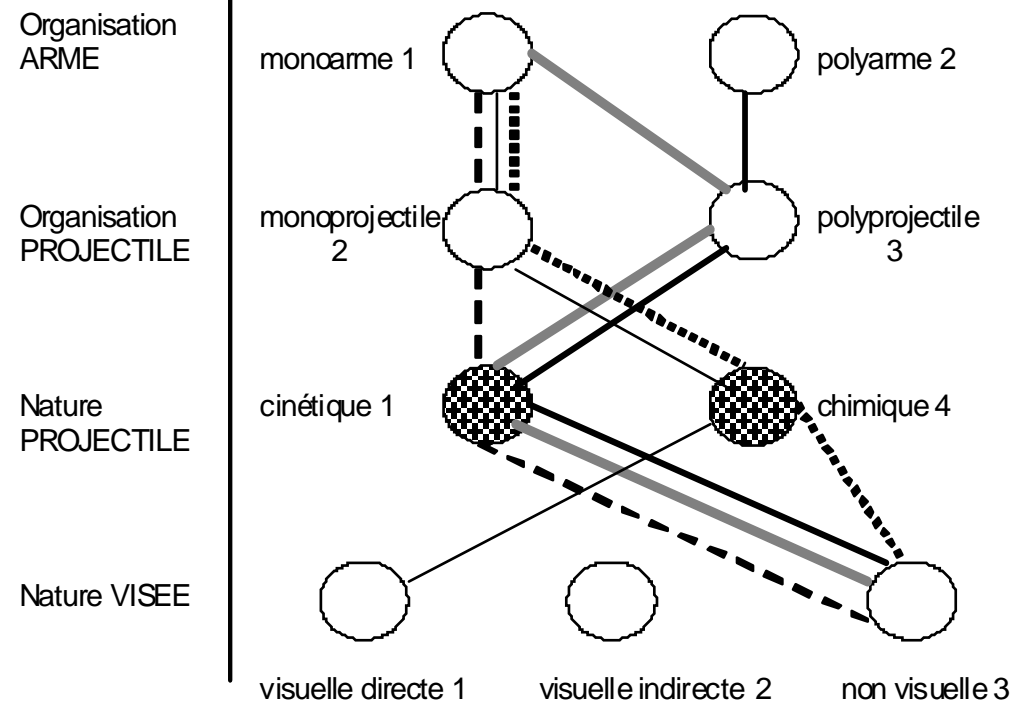 Organisation
ARME
monoarme 1
polyarme 2
Organisation
PROJECTILE
monoprojectile
2
polyprojectile
3
Nature
PROJECTILE
cinétique 1
chimique 4
Nature VISEE
visuelle directe 1
visuelle indirecte 2
non visuelle 3